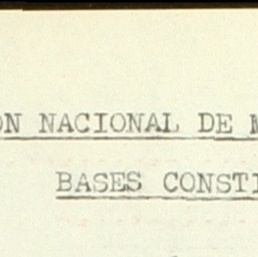 ON NACIONAL DE
BASES CONSTI